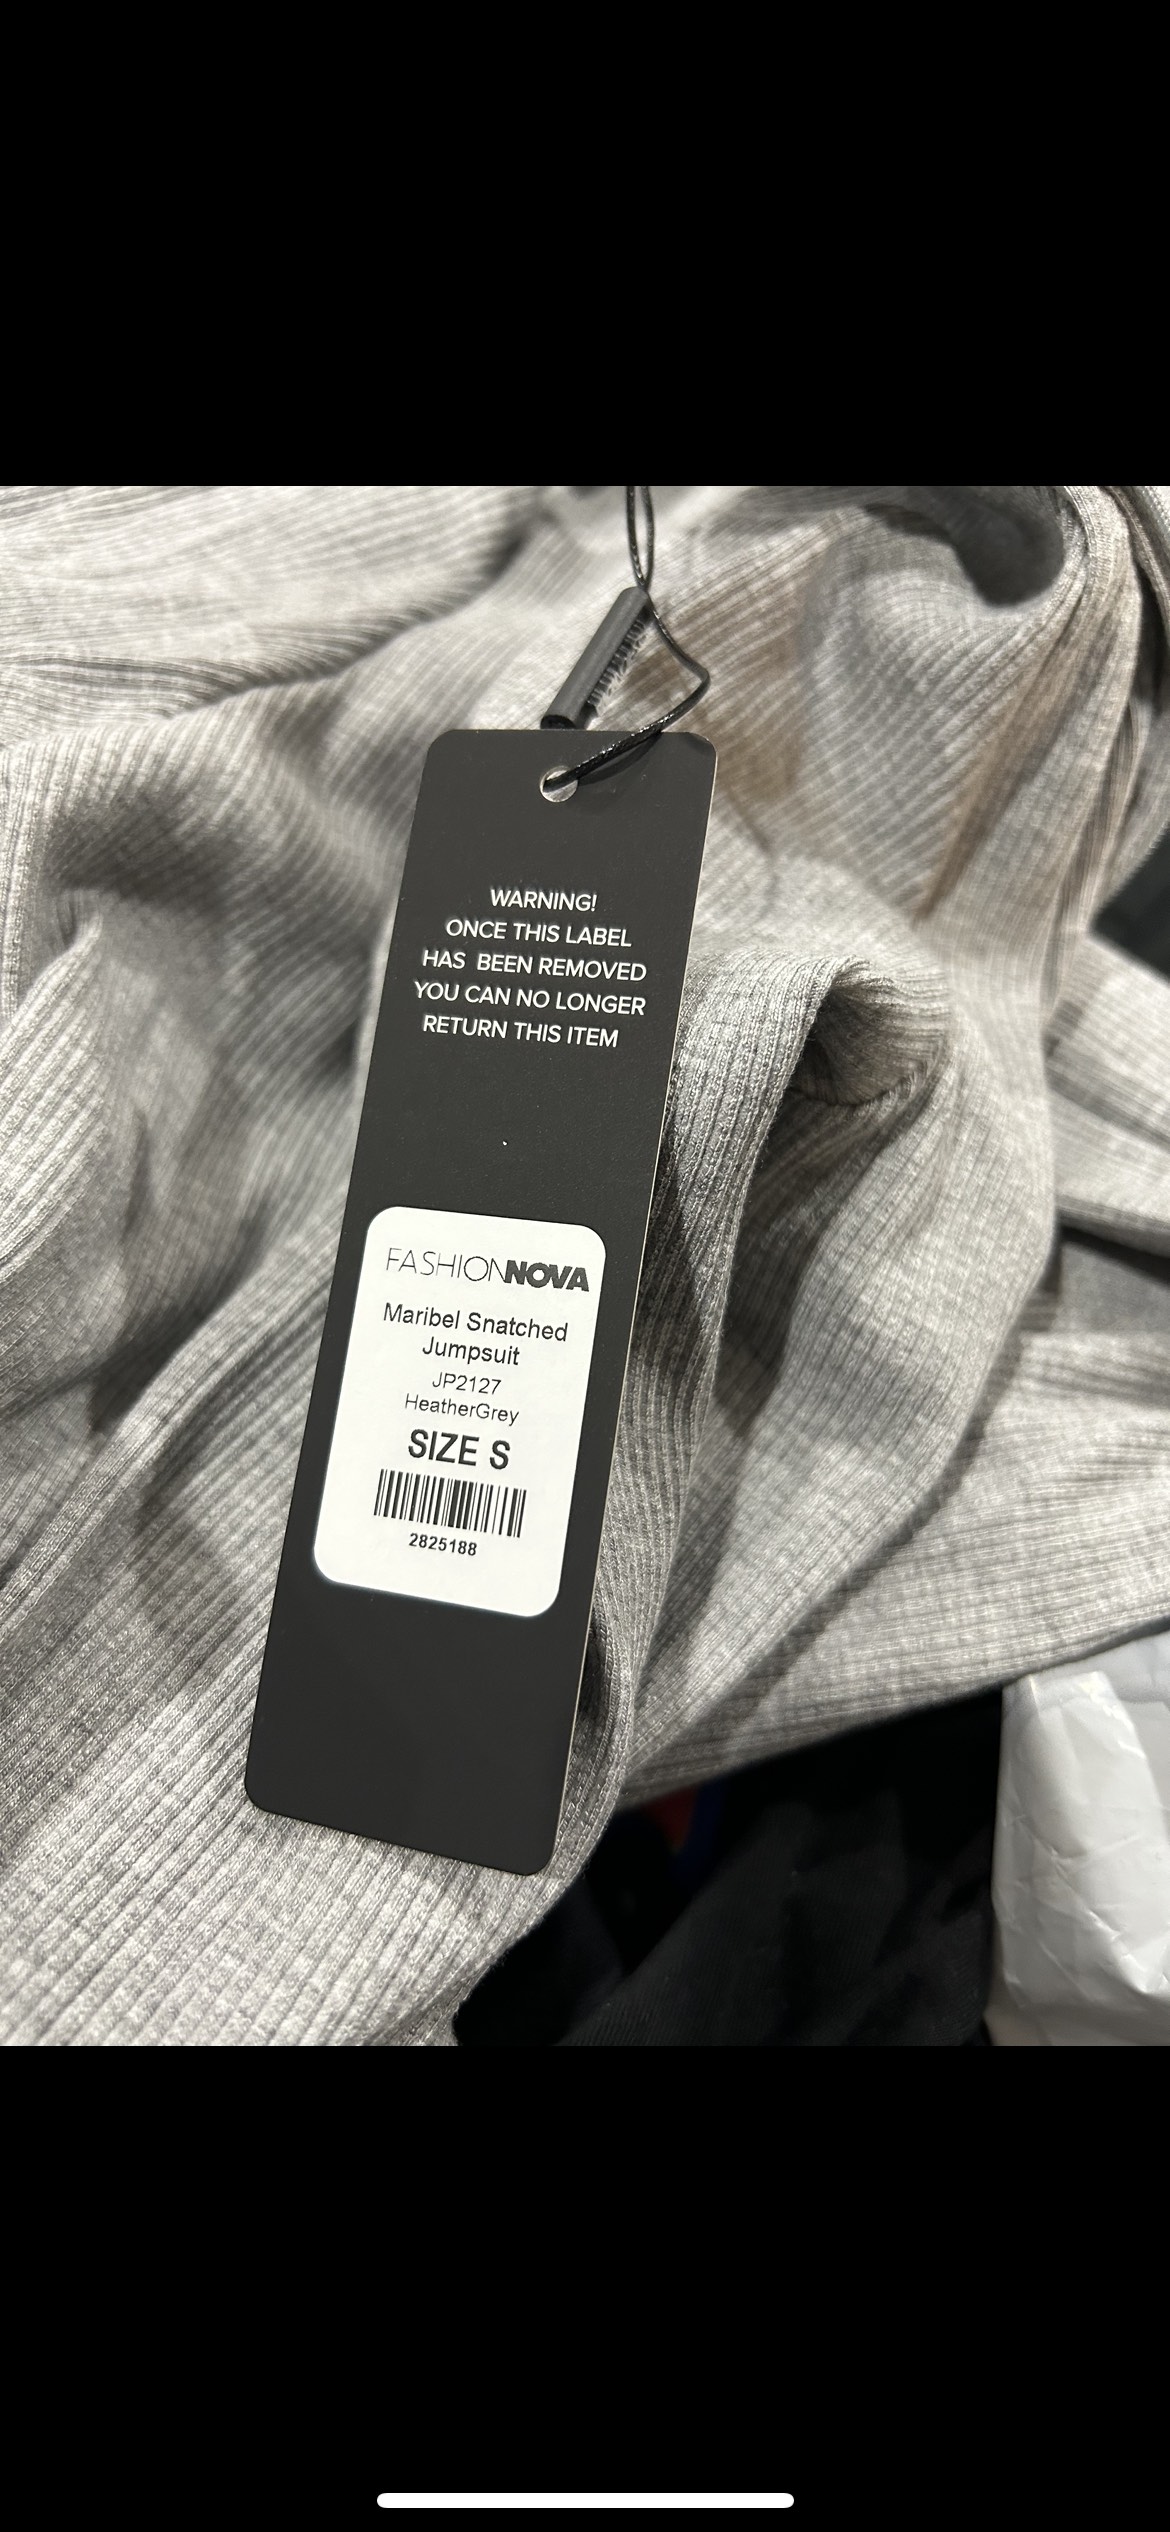 WARNING!
ONCE THIS LABEL
HAS BEEN REMOVED
YOU CAN NO LONGER
RETURN THIS ITEM
FASHIONNOVA
Maribel Snatched
Jumpsuit
JP2127
HeatherGrey
SIZE S
2825188